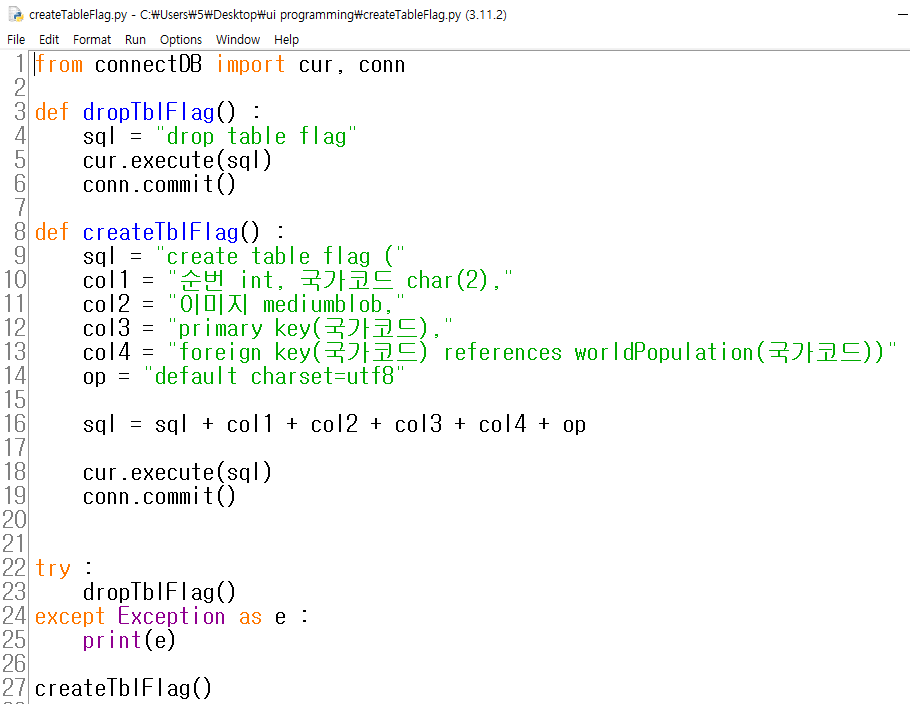 createTableFlag.py - C:₩Users₩5₩Desktop₩ui programming₩createTableFlag.py (3.11.2)
File Edit Format Run Options Window Help
1 from connectDB import cur, conn
2
3 def dropTblFlag() :
4     sql = "drop table flag"
5     cur.execute(sql)
6     conn.commit()
7
8 def createTblFlag() :
9     sql = "create table flag ("
10     col1 = "순번 int, 국가코드 char(2),"
11     col2 = "이미지 mediumblob,"
12     col3 = "primary key(국가코드),"
13     col4 = "foreign key(국가코드) references worldPopulation(국가코드))"
14     op = "default charset=utf8"
15
16     sql = sql + col1 + col2 + col3 + col4 + op
17
18     cur.execute(sql)
19     conn.commit()
20
21
22 try :
23     dropTblFlag()
24 except Exception as e :
25     print(e)
26
27 createTblFlag()